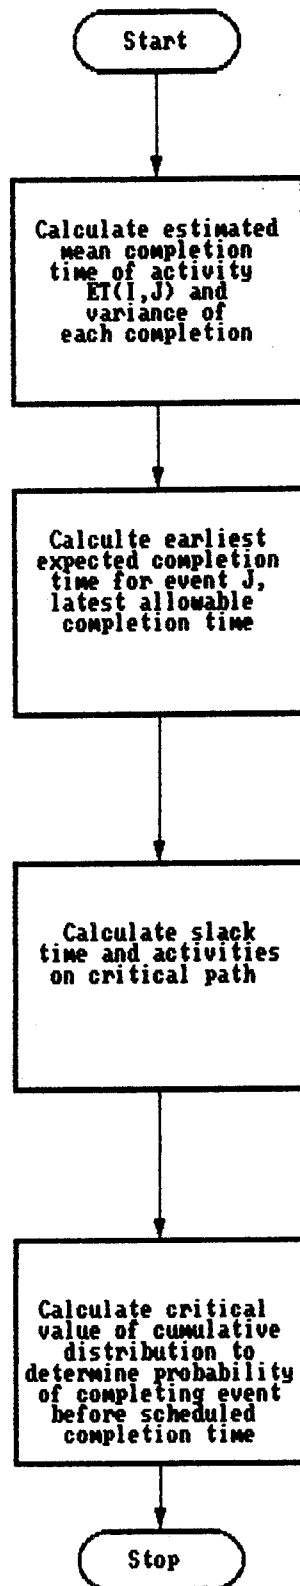 Start
Calculate estimated
mean completion
time of activity
ET(I,J) and
variance of
each completion
Calculte earliest
expected completion
time for event J,
latest allowable
completion time
Calculate slack
time and activities
on critical path
Calculate critical
value of cumulative
distribution to
determine probability
of completing event
before scheduled
completion time
Stop